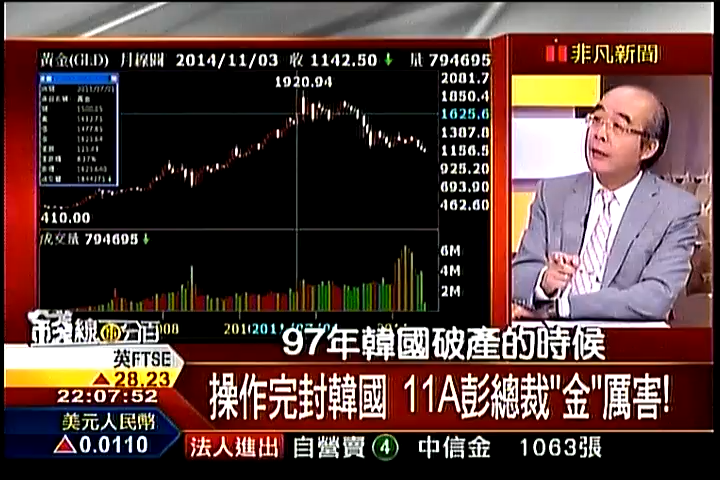 黃金(GLD) 月線圖 2014/11/03 收 1142.50 ↓ 量 794695
非凡新聞
1920.94
2081.7
1850.4
1625.6
1387.8
1156.5
925.20
693.90
462.60
410.00
成交量 794695 ↓
6M
4M
2M
錢線百分百
97年韓國破產的時候
英FTSE
▲28.23
操作完封韓國 11A彭總裁"金"厲害!
22:07:52
美元人民幣
▲0.0110
法人進出 自營賣 4 中信金 1063張